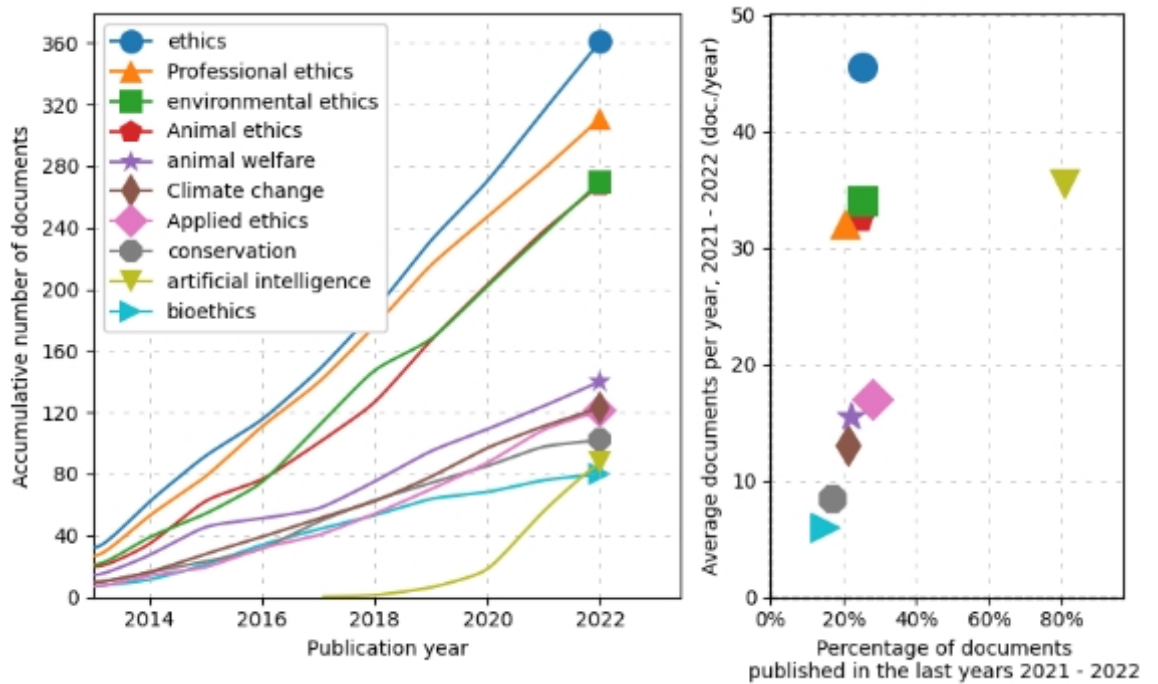 Accumulative number of documents
360
320
280
240
200
160
120
80
40
0
ethics
Professional ethics
environmental ethics
Animal ethics
animal welfare
Climate change
Applied ethics
conservation
artificial intelligence
bioethics
2014 2016 2018 2020 2022
Publication year
Average documents per year, 2021 - 2022 (doc./year)
50
40
30
20
10
0
0% 20% 40% 60% 80%
Percentage of documents
published in the last years 2021 - 2022